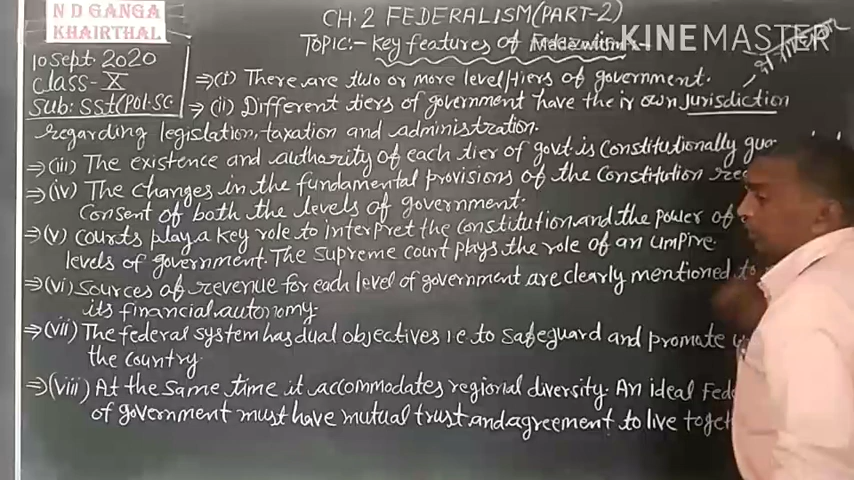 N D GANGA
KHAIRTHAL
CH.2 FEDERALISM(PART-2)
Made with KINEMASTER
10 Sept. 2020
TOPIC:- Key features of Federalism:-
Class-X
⇒(i) There are two or more level/tiers of government.
Sub: SSt(Pol.Sc.
⇒(ii) Different tiers of government have their own jurisdiction
regarding legislation, taxation and administration.
⇒(iii) The existence and authority of each tier of govt is constitutionally
⇒(iv) The changes in the fundamental provisions of the constitution
consent of both the levels of government.
⇒(v) Courts play a key role to interpret the constitution and the power of
levels of government. The supreme court plays the role of an umpire.
⇒(vi) Sources of revenue for each level of government are clearly mentioned to
its financial autonomy.
⇒(vii) The federal system has dual objectives i.e to safeguard and promate
the country.
⇒(viii) At the same time it accommodates regional diversity. An ideal
of government must have mutual trust and agreement to live